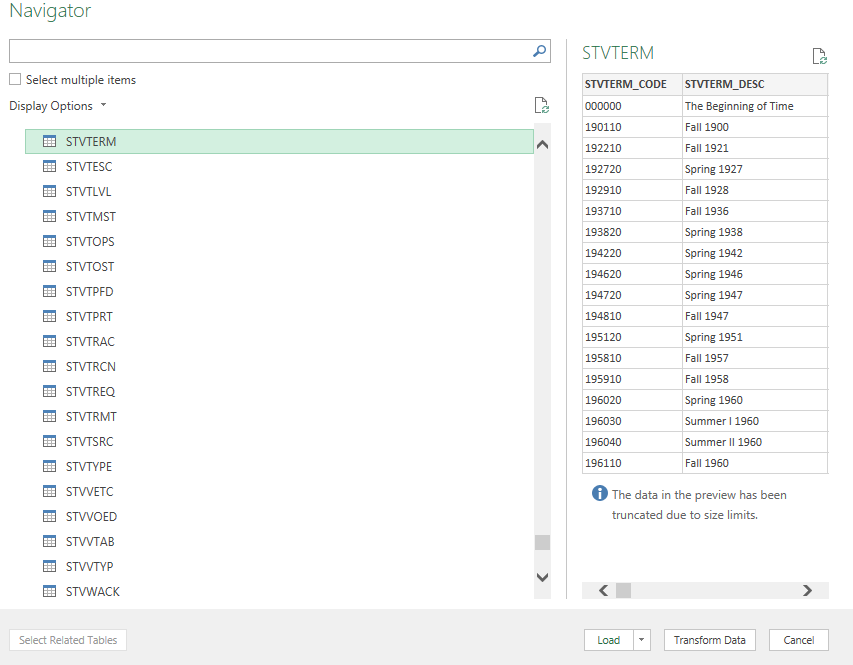 Navigator
Select multiple items
Display Options
STVTERM
STVTESC
STVTLVL
STVTMST
STVTOPS
STVTOST
STVTPFD
STVTPRT
STVTRAC
STVTRCN
STVTREQ
STVTRMT
STVTSRC
STVTYPE
STVVETC
STVVOED
STVVTAB
STVVTYP
STVWACK
STVTERM
STVTERM_CODE STVTERM_DESC
000000 The Beginning of Time
190110 Fall 1900
192210 Fall 1921
192720 Spring 1927
192910 Fall 1928
193710 Fall 1936
193820 Spring 1938
194220 Spring 1942
194620 Spring 1946
194720 Spring 1947
194810 Fall 1947
195120 Spring 1951
195810 Fall 1957
195910 Fall 1958
196020 Spring 1960
196030 Summer I 1960
196040 Summer II 1960
196110 Fall 1960
The data in the preview has been
truncated due to size limits.
Select Related Tables
Load
Transform Data
Cancel